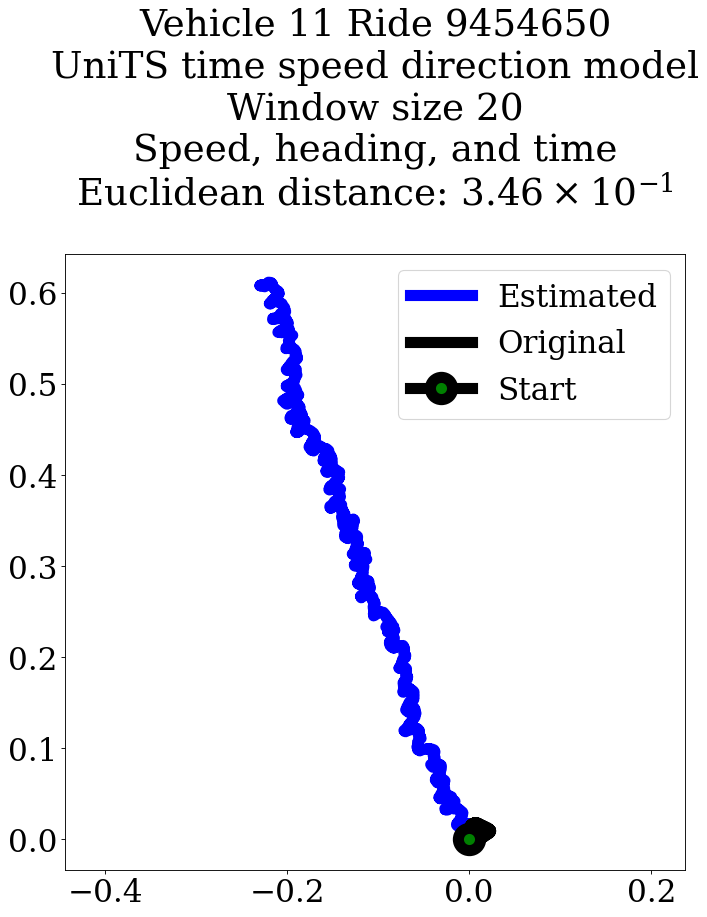 Vehicle 11 Ride 9454650
UniTS time speed direction model
Window size 20
Speed, heading, and time
Euclidean distance: 3.46 × 10⁻¹
Estimated
Original
Start
0.6
0.5
0.4
0.3
0.2
0.1
0.0
−0.4 −0.2 0.0 0.2